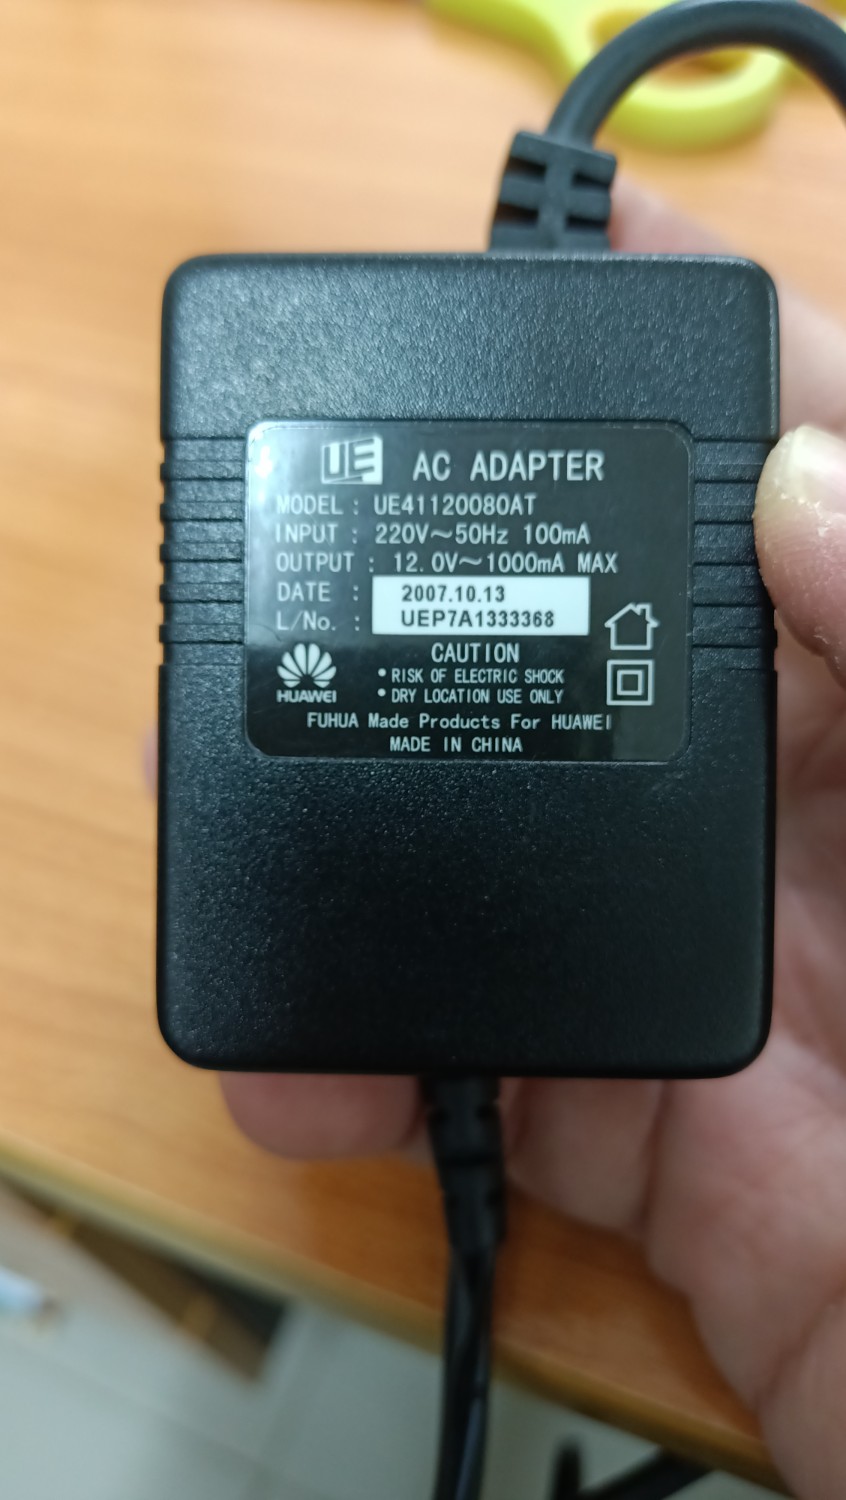 UE AC ADAPTER
MODEL : UE41120080AT
INPUT : 220V～50Hz 100mA
OUTPUT : 12.0V～1000mA MAX
DATE : 2007.10.13
L/No. : UEP7A1333368
CAUTION
• RISK OF ELECTRIC SHOCK
• DRY LOCATION USE ONLY
HUAWEI
FUHUA Made Products For HUAWEI
MADE IN CHINA